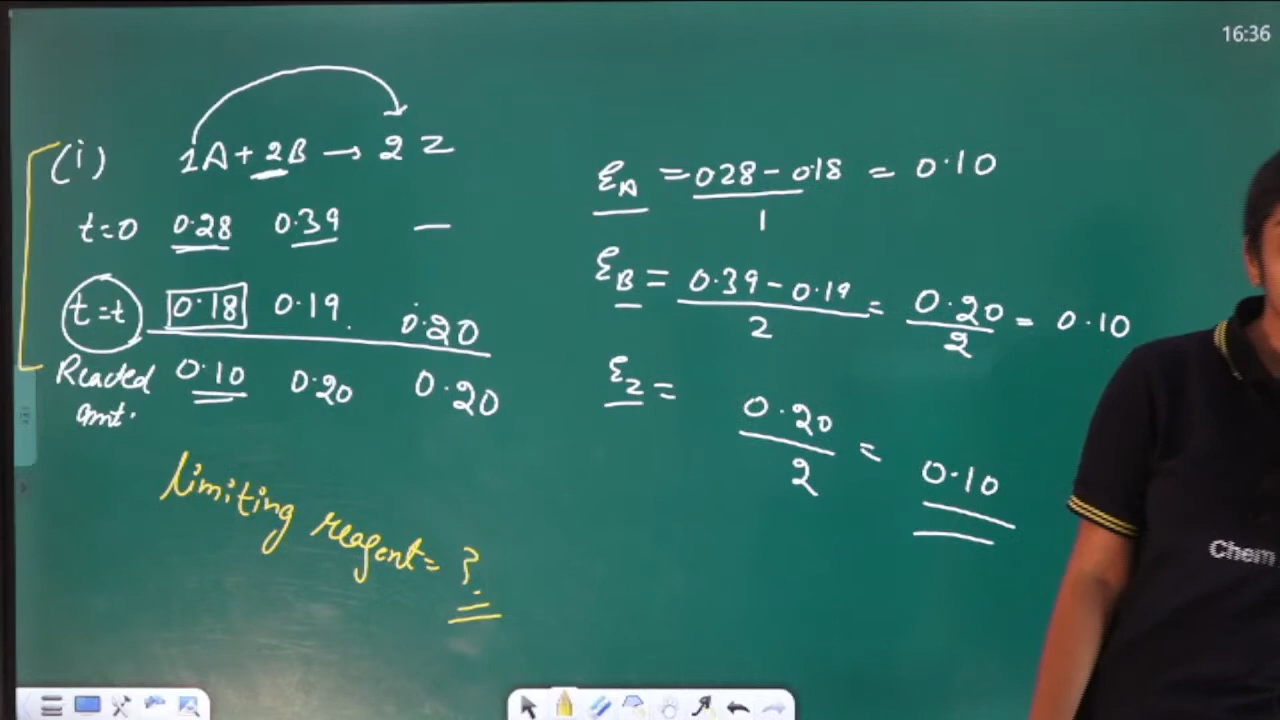 16:36
(i) 1A + 2B → 2Z
t=0 0.28 0.39 —
t=t 0.18 0.19 0.20
Reacted amt. 0.10 0.20 0.20
Limiting reagent = ?
ξA = 0.28 - 0.18 / 1 = 0.10
ξB = 0.39 - 0.19 / 2 = 0.20 / 2 = 0.10
ξZ = 0.20 / 2 = 0.10
Chem